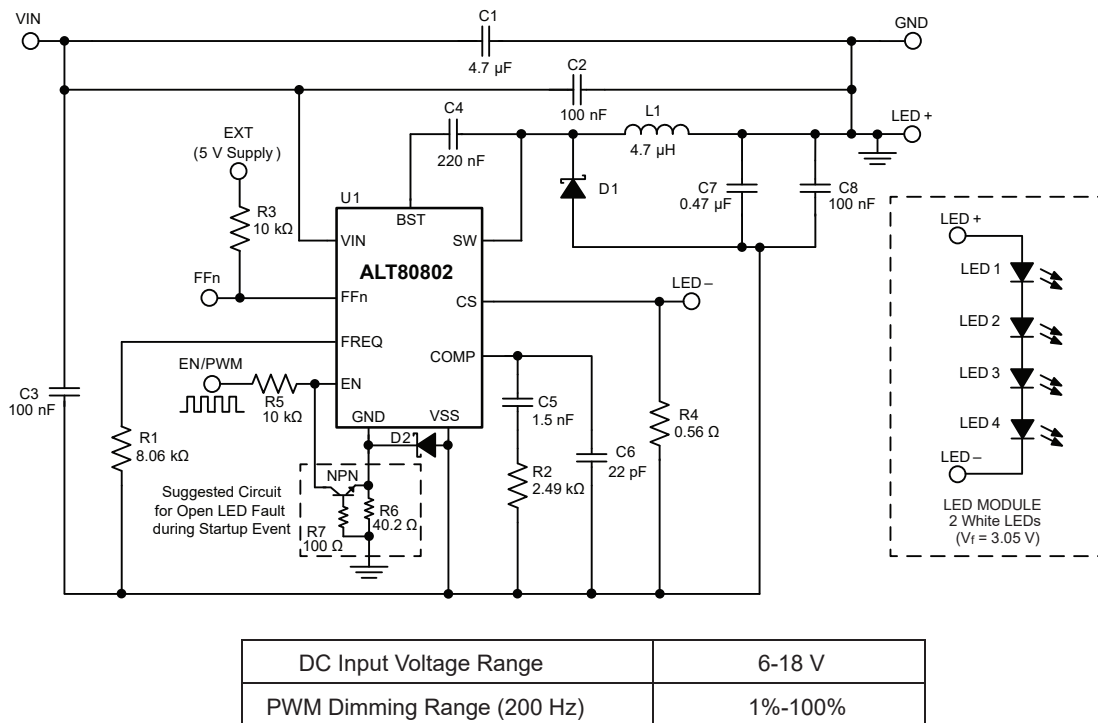 VIN
C1
4.7 µF
GND
C2
100 nF
C4
220 nF
L1
4.7 µH
LED +
EXT
(5 V Supply )
R3
10 kΩ
D1
C7
0.47 µF
C8
100 nF
U1
BST
VIN
SW
ALT80802
FFn
FFn
CS
LED –
FREQ
COMP
EN/PWM
R5
10 kΩ
EN
GND
VSS
C3
100 nF
R1
8.06 kΩ
D2
C5
1.5 nF
R4
0.56 Ω
C6
22 pF
R2
2.49 kΩ
Suggested Circuit
for Open LED Fault
during Startup Event
NPN
R6
40.2 Ω
R7
100 Ω
LED +
LED 1
LED 2
LED 3
LED 4
LED –
LED MODULE
2 White LEDs
(Vf = 3.05 V)
DC Input Voltage Range 6-18 V
PWM Dimming Range (200 Hz) 1%-100%